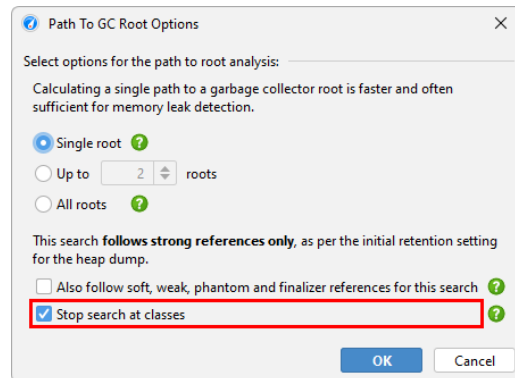 Path To GC Root Options
Select options for the path to root analysis:
Calculating a single path to a garbage collector root is faster and often
sufficient for memory leak detection.
Single root ?
Up to 2 roots
All roots ?
This search follows strong references only, as per the initial retention setting
for the heap dump.
Also follow soft, weak, phantom and finalizer references for this search ?
Stop search at classes ?
OK Cancel